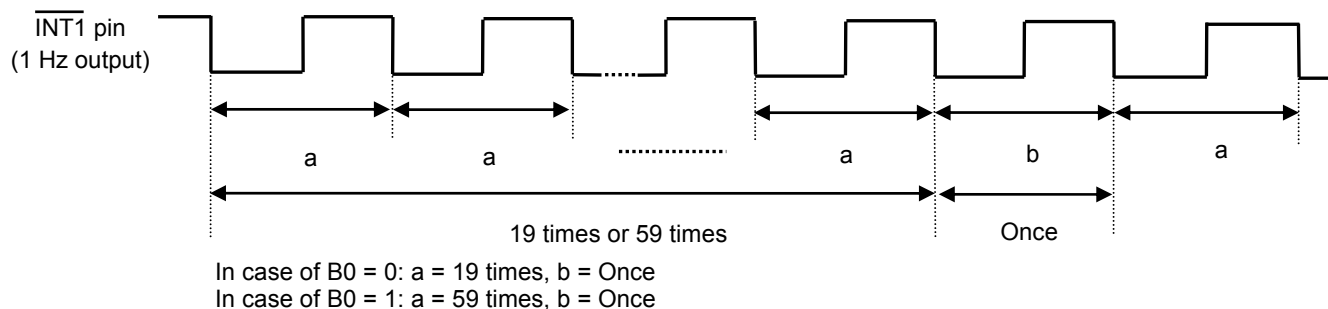 INT1 pin
(1 Hz output)
a a a b a
19 times or 59 times Once
In case of B0 = 0: a = 19 times, b = Once
In case of B0 = 1: a = 59 times, b = Once